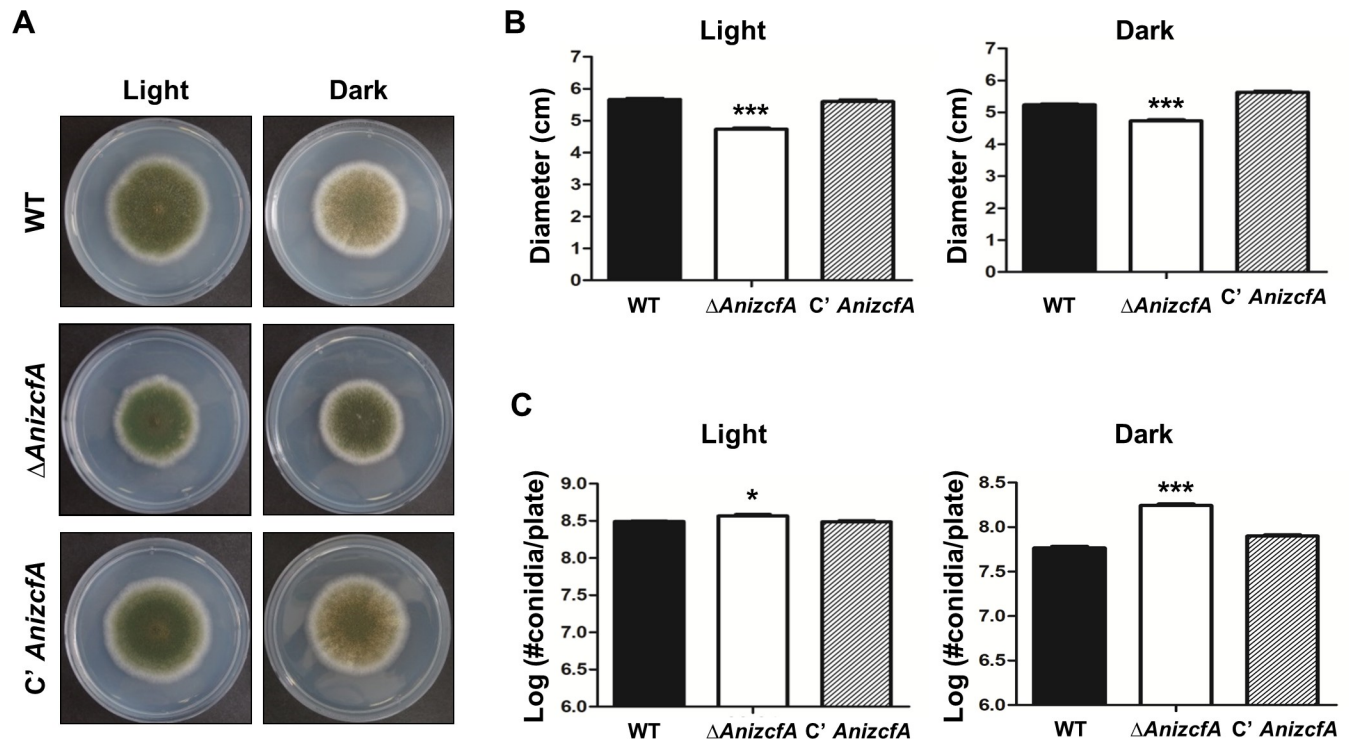 A
Light Dark
WT
ΔAnizcfA
C’ AnizcfA
B
Light
Diameter (cm)
7
6
5
4
3
2
1
0
***
WT ΔAnizcfA C’ AnizcfA
Dark
Diameter (cm)
7
6
5
4
3
2
1
0
***
WT ΔAnizcfA C’ AnizcfA
C
Light
Log (#conidia/plate)
9.0
8.5
8.0
7.5
7.0
6.5
6.0
*
WT ΔAnizcfA C’ AnizcfA
Dark
Log (#conidia/plate)
8.5
8.0
7.5
7.0
6.5
6.0
***
WT ΔAnizcfA C’ AnizcfA